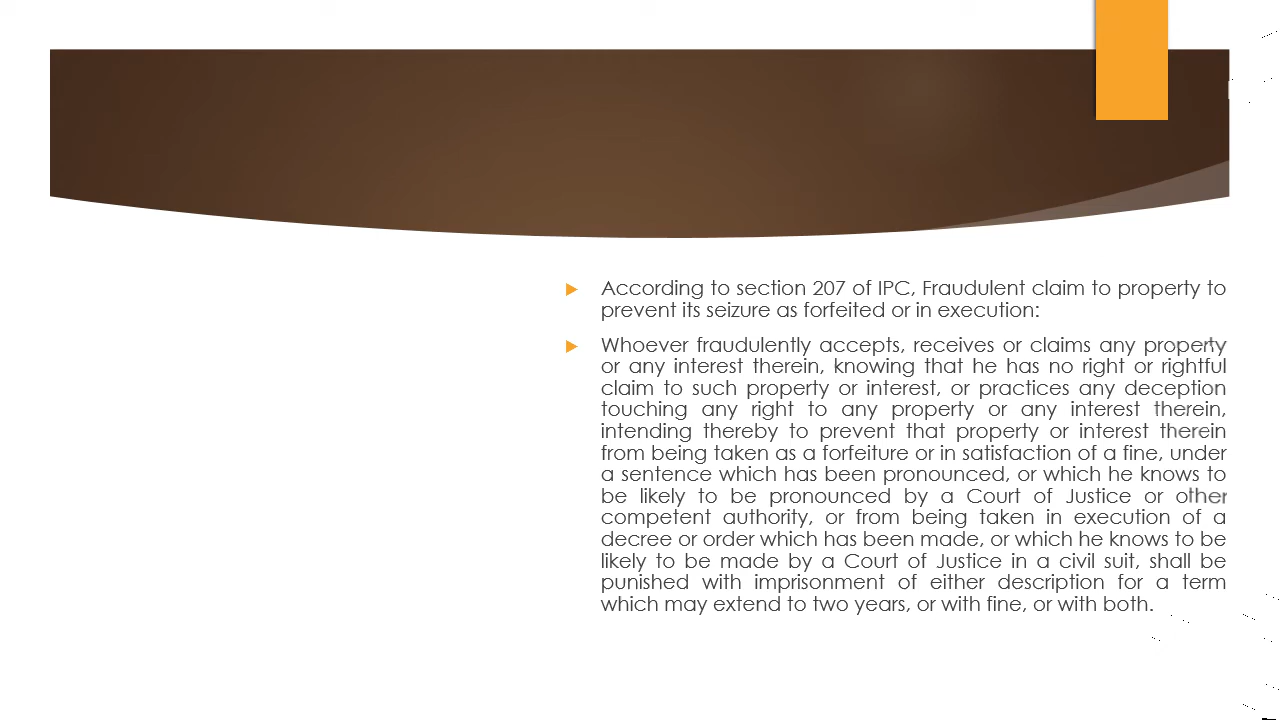 According to section 207 of IPC, Fraudulent claim to property to
prevent its seizure as forfeited or in execution:
Whoever fraudulently accepts, receives or claims any property
or any interest therein, knowing that he has no right or rightful
claim to such property or interest, or practices any deception
touching any right to any property or any interest therein,
intending thereby to prevent that property or interest therein
from being taken as a forfeiture or in satisfaction of a fine, under
a sentence which has been pronounced, or which he knows to
be likely to be pronounced by a Court of Justice or other
competent authority, or from being taken in execution of a
decree or order which has been made, or which he knows to be
likely to be made by a Court of Justice in a civil suit, shall be
punished with imprisonment of either description for a term
which may extend to two years, or with fine, or with both.